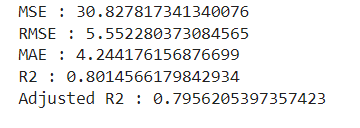 MSE : 30.827817341340076
RMSE : 5.552280373084565
MAE : 4.244176156876699
R2 : 0.8014566179842934
Adjusted R2 : 0.7956205397357423